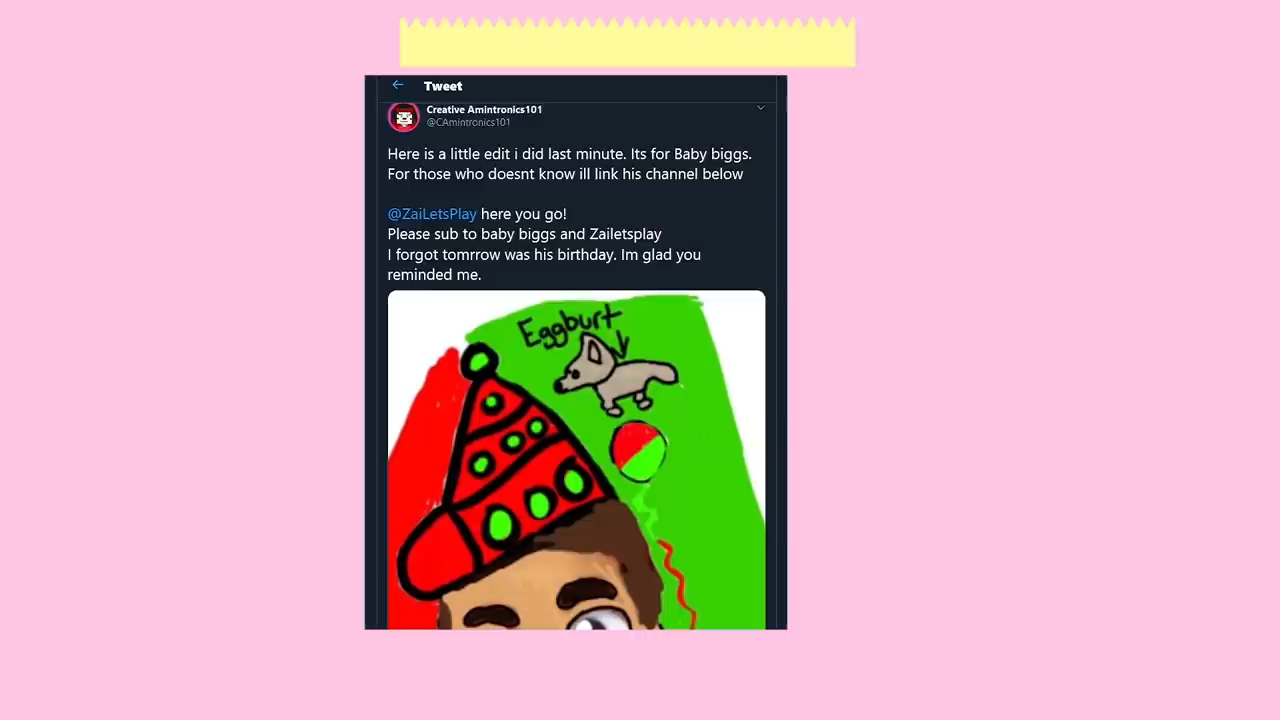 Tweet
Creative Amintronics101
@CAmintronics101
Here is a little edit i did last minute. Its for Baby biggs.
For those who doesnt know ill link his channel below
@ZaiLetsPlay here you go!
Please sub to baby biggs and Zailetsplay
I forgot tomrrow was his birthday. Im glad you
reminded me.
Eggburt